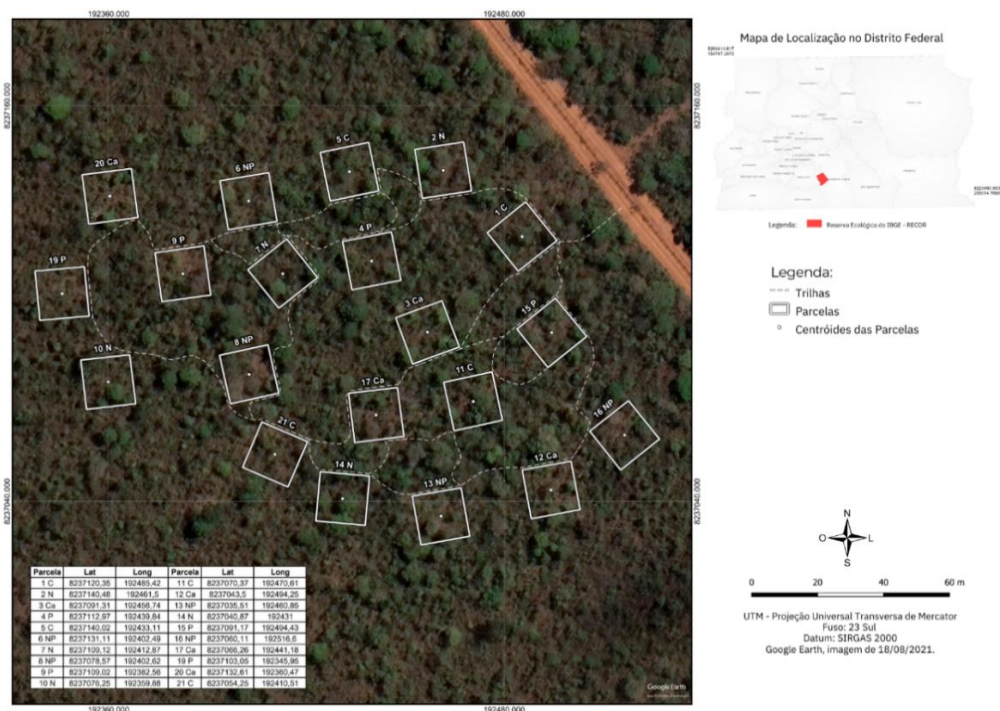 192360.000
192480.000
8237160.000
8237160.000
20 Ca
6 NP
5 C
2 N
1 C
4 P
9 P
7 N
19 P
15 P
3 Ca
8 NP
10 N
11 C
17 Ca
16 NP
21 C
14 N
12 Ca
13 NP
8237040.000
8237040.000
Parcela Lat Long Parcela Lat Long
1 C 8237120,35 192485,42 11 C 8237070,37 192470,61
2 N 8237140,48 192461,5 12 Ca 8237043,5 192494,25
3 Ca 8237091,31 192456,74 13 NP 8237035,51 192460,85
4 P 8237112,97 192439,84 14 N 8237040,87 192431
5 C 8237140,02 192433,11 15 P 8237091,17 192494,43
6 NP 8237131,11 192402,49 16 NP 8237060,11 192516,6
7 N 8237109,12 192412,87 17 Ca 8237066,26 192441,18
8 NP 8237078,57 192402,62 19 P 8237103,05 192345,95
9 P 8237109,02 192382,56 20 Ca 8237132,61 192360,47
10 N 8237076,25 192359,88 21 C 8237054,25 192410,51
Google Earth
192360.000
192480.000
Mapa de Localização no Distrito Federal
Legenda: Reserva Ecológica do IBGE - RECOR
Legenda:
Trilhas
Parcelas
Centróides das Parcelas
N
O
L
S
0 20 40 60 m
UTM - Projeção Universal Transversa de Mercator
Fuso: 23 Sul
Datum: SIRGAS 2000
Google Earth, imagem de 18/08/2021.